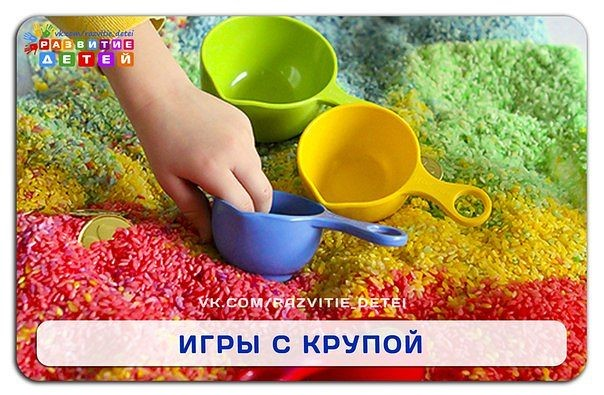 vk.com/razvitie_detei
РАЗВИТИЕ
ДЕТЕЙ
VK.COM/RAZVITIE_DETEI
ИГРЫ С КРУПОЙ